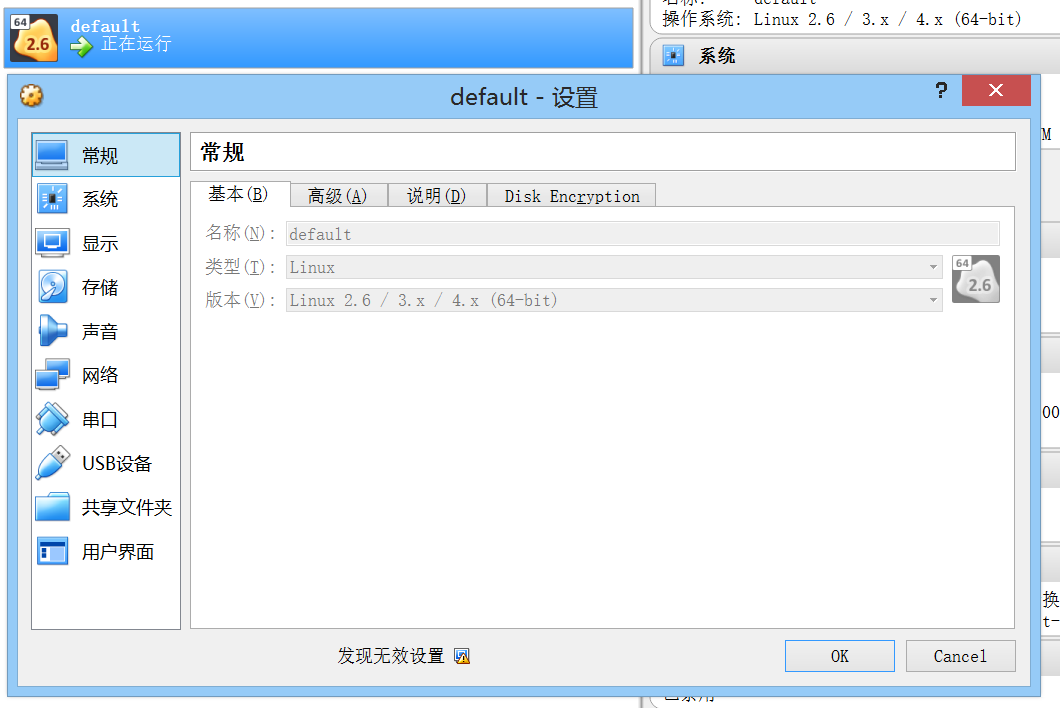 default
操作系统: Linux 2.6 / 3.x / 4.x (64-bit)
64
2.6
default
正在运行
系统
default - 设置
?
常规
系统
显示
存储
声音
网络
串口
USB设备
共享文件夹
用户界面
常规
基本(B) 高级(A) 说明(D) Disk Encryption
名称(N): default
类型(T): Linux
版本(V): Linux 2.6 / 3.x / 4.x (64-bit)
64
2.6
M
00
换
t-
发现无效设置
OK Cancel